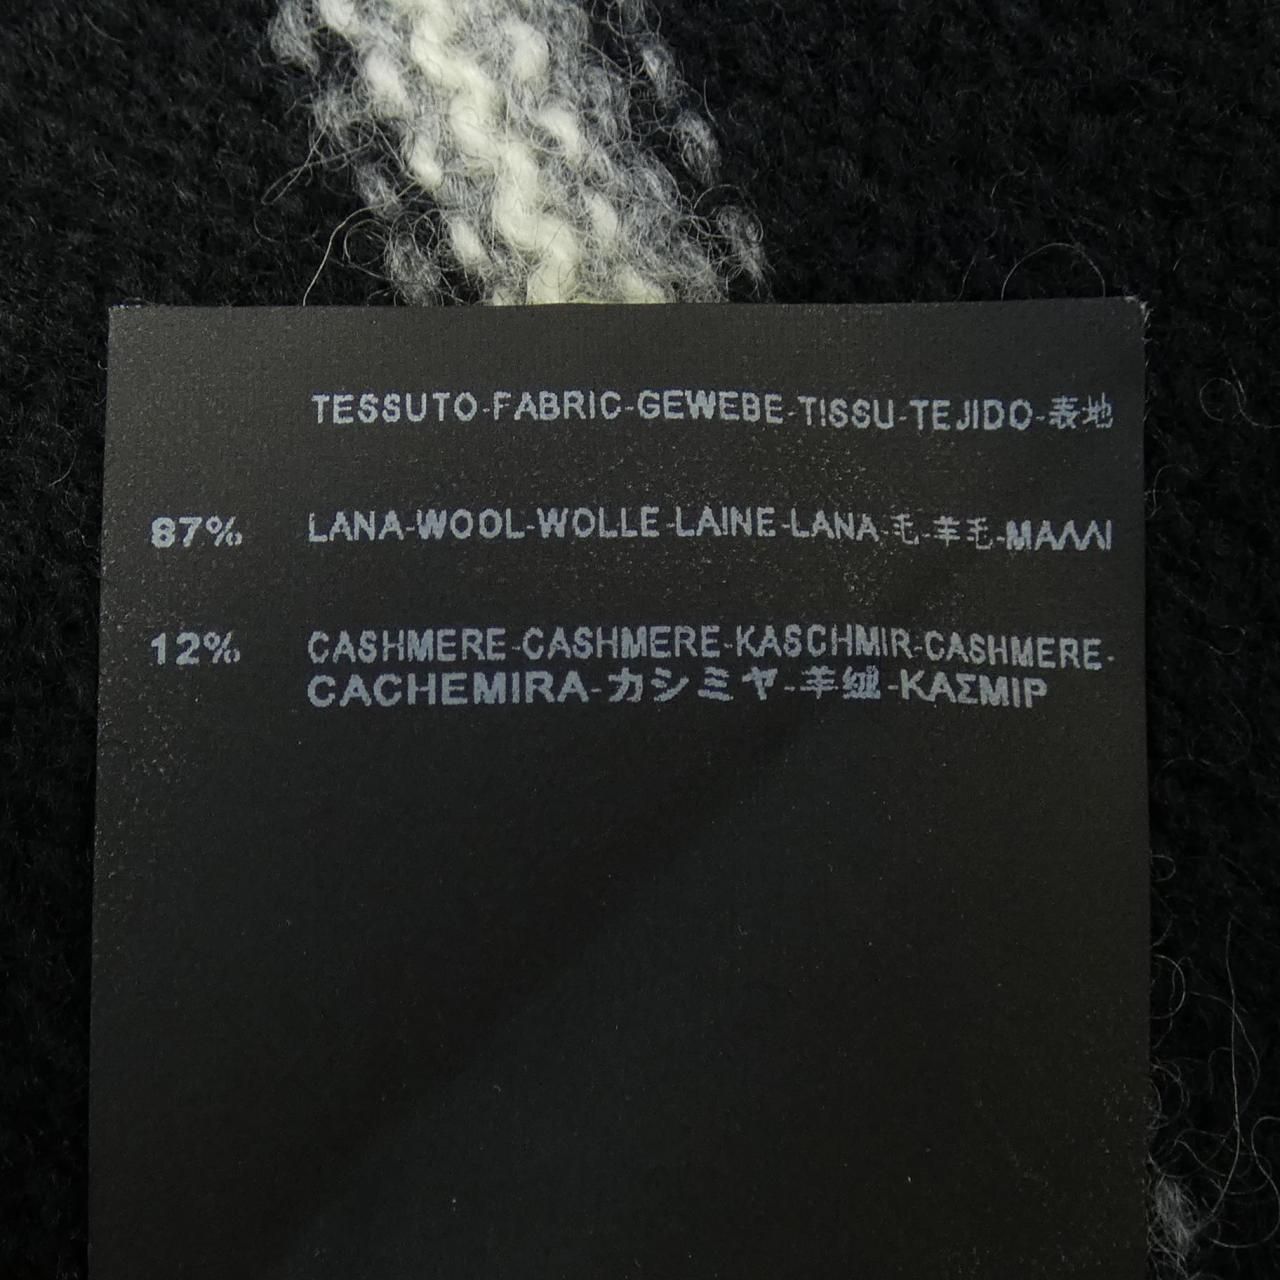 TESSUTO-FABRIC-GEWEBE-TISSU-TEJIDO-表地
87% LANA-WOOL-WOLLE-LAINE-LANA-毛-羊毛-ΜΑΛΛΙ
12% CASHMERE-CASHMERE-KASCHMIR-CASHMERE-
CACHEMIRA-カシミヤ-羊绒-ΚΑΣΜΙΡ